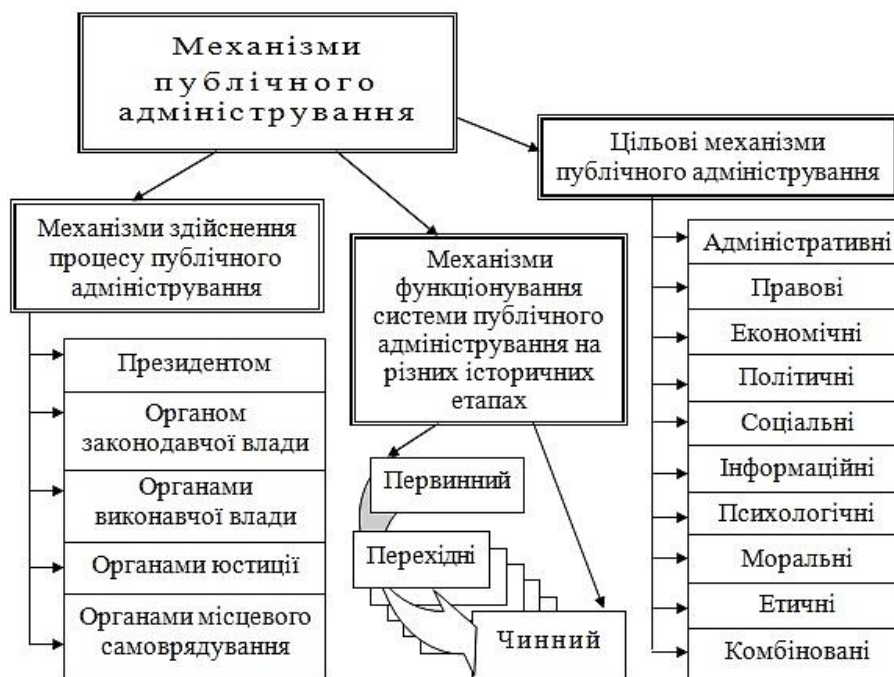 Механізми
публічного
адміністрування
Цільові механізми
публічного адміністрування
Механізми здійснення
процесу публічного
адміністрування
Механізми
функціонування
системи публічного
адміністрування на
різних історичних
етапах
Президентом
Органом
законодавчої влади
Органами
виконавчої влади
Органами юстиції
Органами місцевого
самоврядування
Первинний
Перехідні
Чинний
Адміністративні
Правові
Економічні
Політичні
Соціальні
Інформаційні
Психологічні
Моральні
Етичні
Комбіновані